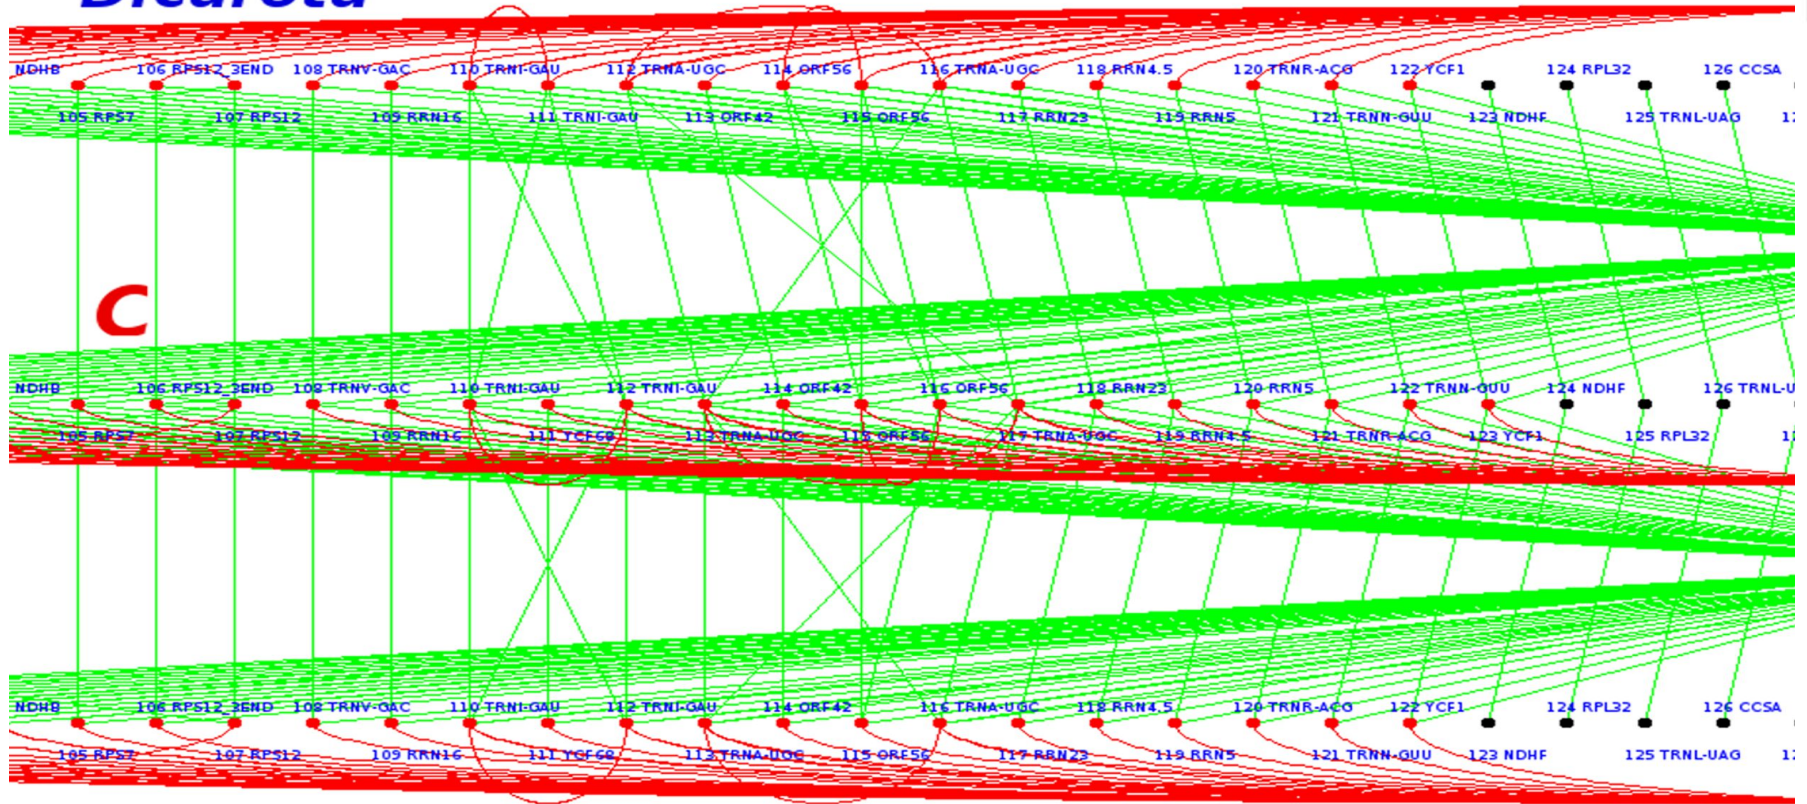 NDHB 106 RPS12_3END 108 TRNV-GAC 110 TRNI-GAU 112 TRNA-UGC 114 ORF56 116 TRNA-UGC 118 RRN4.5 120 TRNR-ACG 122 YCF1 124 RPL32 126 CCSA
105 RPS7 107 RPS12 109 RRN16 111 TRNI-GAU 113 ORF42 115 ORF56 117 RRN23 119 RRN5 121 TRNN-GUU 123 NDHF 125 TRNL-UAG
C
NDHB 106 RPS12_3END 108 TRNV-GAC 110 TRNI-GAU 112 TRNI-GAU 114 ORF42 116 ORF56 118 RRN23 120 RRN5 122 TRNN-GUU 124 NDHF 126 TRNL-U
105 RPS7 107 RPS12 109 RRN16 111 YCF68 113 TRNA-UGC 115 ORF56 117 TRNA-UGC 119 RRN4.5 121 TRNR-ACG 123 YCF1 125 RPL32
NDHB 106 RPS12_3END 108 TRNV-GAC 110 TRNI-GAU 112 TRNI-GAU 114 ORF42 116 TRNA-UGC 118 RRN4.5 120 TRNR-ACG 122 YCF1 124 RPL32 126 CCSA
105 RPS7 107 RPS12 109 RRN16 111 YCF68 113 TRNA-UGC 115 ORF56 117 RRN23 119 RRN5 121 TRNN-GUU 123 NDHF 125 TRNL-UAG